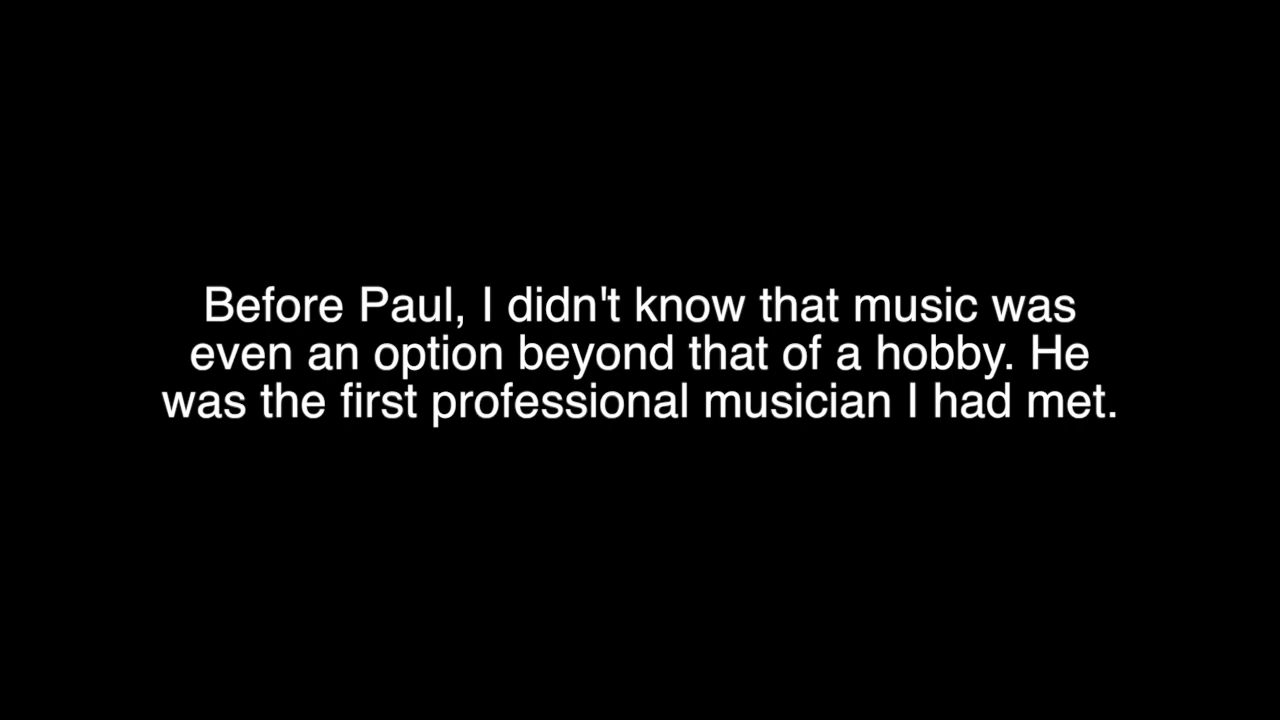 Before Paul, I didn't know that music was
even an option beyond that of a hobby. He
was the first professional musician I had met.